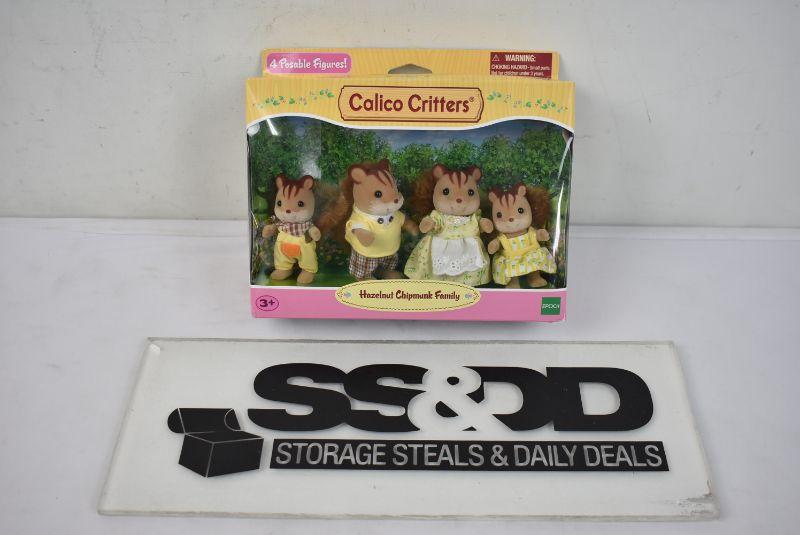 4 Posable Figures!
WARNING:
CHOKING HAZARD - Small parts.
Not for children under 3 years.
Calico Critters®
Hazelnut Chipmunk Family
3+
EPOCH
SS&DD
STORAGE STEALS & DAILY DEALS